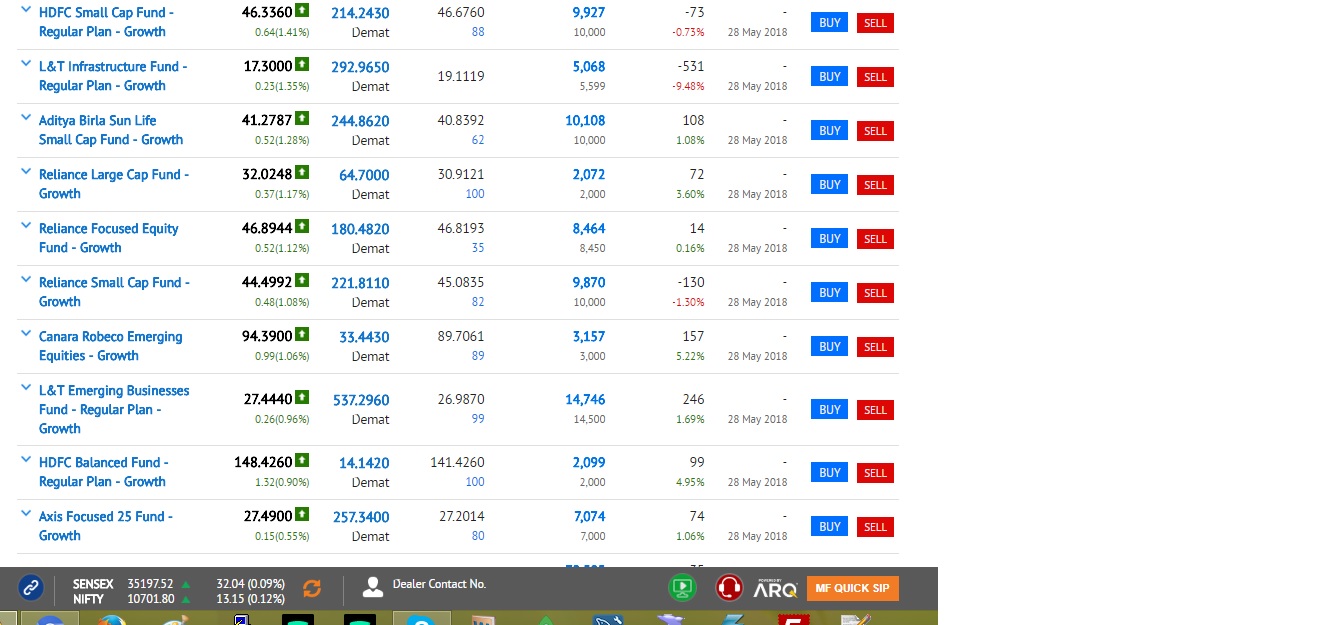 HDFC Small Cap Fund - 46.3360 214.2430 46.6760 9,927 -73 - BUY SELL
Regular Plan - Growth 0.64(1.41%) Demat 88 10,000 -0.73% 28 May 2018
L&T Infrastructure Fund - 17.3000 292.9650 19.1119 5,068 -531 - BUY SELL
Regular Plan - Growth 0.23(1.35%) Demat 5,599 -9.48% 28 May 2018
Aditya Birla Sun Life 41.2787 244.8620 40.8392 10,108 108 - BUY SELL
Small Cap Fund - Growth 0.52(1.28%) Demat 62 10,000 1.08% 28 May 2018
Reliance Large Cap Fund - 32.0248 64.7000 30.9121 2,072 72 - BUY SELL
Growth 0.37(1.17%) Demat 100 2,000 3.60% 28 May 2018
Reliance Focused Equity 46.8944 180.4820 46.8193 8,464 14 - BUY SELL
Fund - Growth 0.52(1.12%) Demat 35 8,450 0.16% 28 May 2018
Reliance Small Cap Fund - 44.4992 221.8110 45.0835 9,870 -130 - BUY SELL
Growth 0.48(1.08%) Demat 82 10,000 -1.30% 28 May 2018
Canara Robeco Emerging 94.3900 33.4430 89.7061 3,157 157 - BUY SELL
Equities - Growth 0.99(1.06%) Demat 89 3,000 5.22% 28 May 2018
L&T Emerging Businesses 27.4440 537.2960 26.9870 14,746 246 - BUY SELL
Fund - Regular Plan - 0.26(0.96%) Demat 99 14,500 1.69% 28 May 2018
Growth
HDFC Balanced Fund - 148.4260 14.1420 141.4260 2,099 99 - BUY SELL
Regular Plan - Growth 1.32(0.90%) Demat 100 2,000 4.95% 28 May 2018
Axis Focused 25 Fund - 27.4900 257.3400 27.2014 7,074 74 - BUY SELL
Growth 0.15(0.55%) Demat 80 7,000 1.06% 28 May 2018
SENSEX 35197.52 32.04 (0.09%) Dealer Contact No. POWERED BY ARQ MF QUICK SIP
NIFTY 10701.80 13.15 (0.12%)